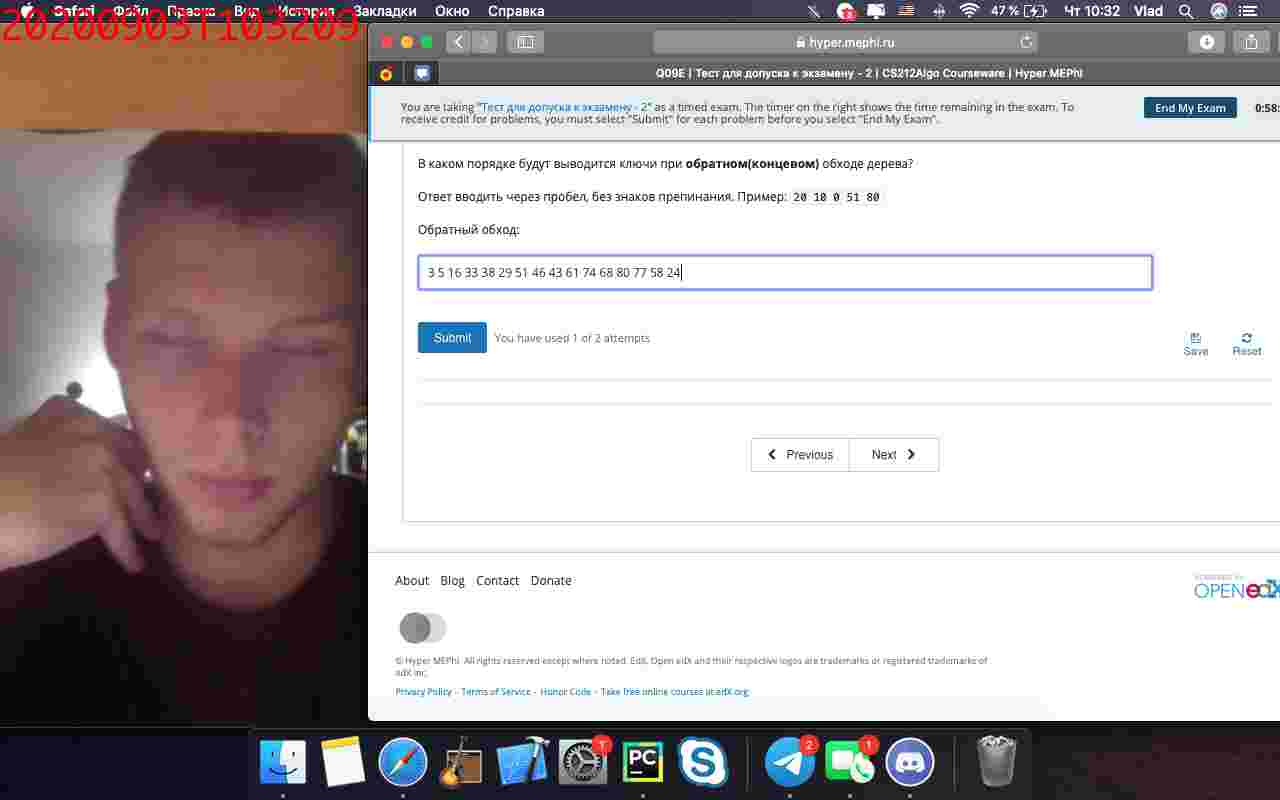 20200903T103209
Safari Файл Правка Вид История Закладки Окно Справка 47 % Чт 10:32 Vlad
hyper.mephi.ru
Q09E | Тест для допуска к экзамену - 2 | CS212Algo Courseware | Hyper.MEPhI
You are taking "Тест для допуска к экзамену - 2" as a timed exam. The timer on the right shows the time remaining in the exam. To
receive credit for problems, you must select "Submit" for each problem before you select "End My Exam".
End My Exam 0:58:
В каком порядке будут выводится ключи при обратном(концевом) обходе дерева?
Ответ вводить через пробел, без знаков препинания. Пример: 20 10 0 51 80
Обратный обход:
3 5 16 33 38 29 51 46 43 61 74 68 80 77 58 24
Submit You have used 1 of 2 attempts
Save Reset
Previous Next
About Blog Contact Donate
POWERED BY
OPEN edX
© Hyper MEPhI. All rights reserved except where noted. EdX, Open edX and their respective logos are trademarks or registered trademarks of
edX Inc.
Privacy Policy - Terms of Service - Honor Code - Take free online courses at edX.org
PC
2
1